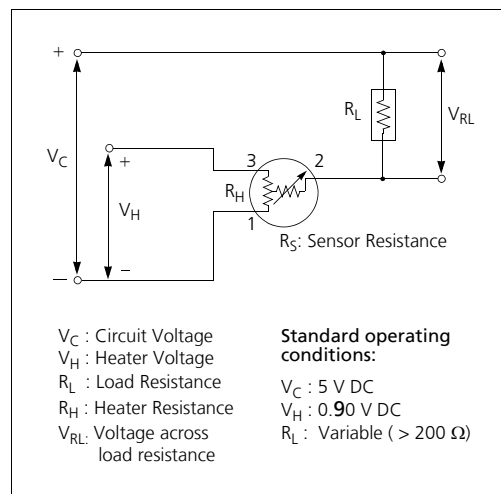 +
R_L
V_RL
V_C
+
3
2
R_H
V_H
1
R_S: Sensor Resistance
–
—
V_C : Circuit Voltage
V_H : Heater Voltage
R_L : Load Resistance
R_H : Heater Resistance
V_RL: Voltage across
load resistance
Standard operating
conditions:
V_C : 5 V DC
V_H : 0.90 V DC
R_L : Variable ( > 200 Ω)